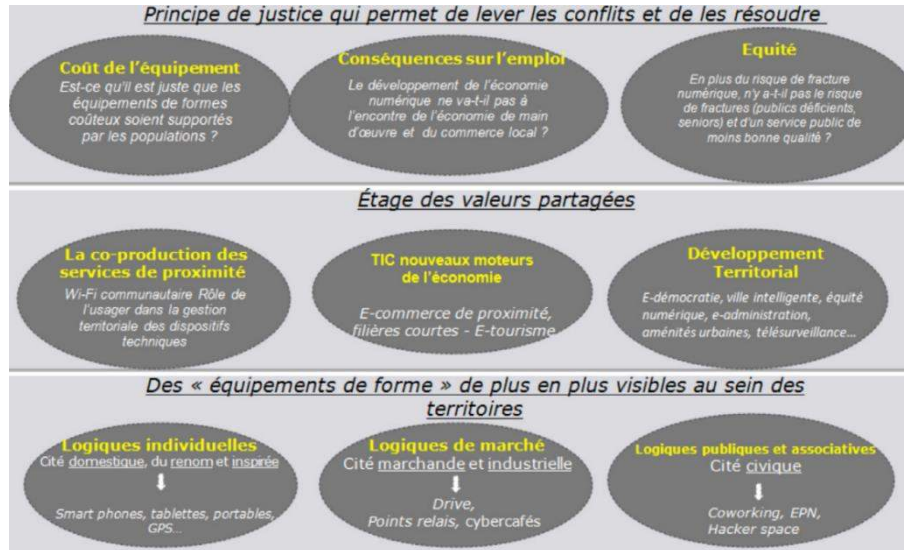 Principe de justice qui permet de lever les conflits et de les résoudre
Coût de l'équipement
Est-ce qu'il est juste que les
équipements de formes
coûteux soient supportés
par les populations ?
Conséquences sur l'emploi
Le développement de l'économie
numérique ne va-t-il pas à
l'encontre de l'économie de main
d'œuvre et du commerce local ?
Equité
En plus du risque de fracture
numérique, n'y a-t-il pas le risque
de fractures (publics déficients,
seniors) et d'un service public de
moins bonne qualité ?
Étage des valeurs partagées
La co-production des
services de proximité
Wi-Fi communautaire Rôle de
l'usager dans la gestion
territoriale des dispositifs
techniques
TIC nouveaux moteurs
de l'économie
E-commerce de proximité,
filières courtes - E-tourisme
Développement
Territorial
E-démocratie, ville intelligente, équité
numérique, e-administration,
aménités urbaines, télésurveillance...
Des « équipements de forme » de plus en plus visibles au sein des
territoires
Logiques individuelles
Cité domestique, du renom et inspirée
Smart phones, tablettes, portables,
GPS...
Logiques de marché
Cité marchande et industrielle
Drive,
Points relais, cybercafés
Logiques publiques et associatives
Cité civique
Coworking, EPN,
Hacker space